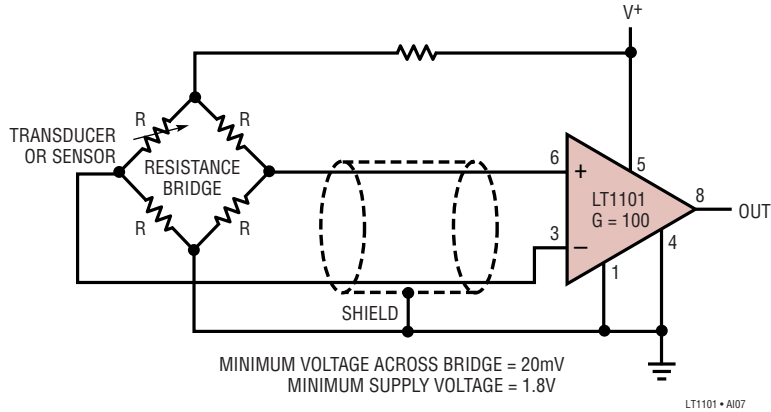 V+
R
R
TRANSDUCER
OR SENSOR
RESISTANCE
BRIDGE
R
R
6
+
5
LT1101
G = 100
8
OUT
3
–
4
1
SHIELD
MINIMUM VOLTAGE ACROSS BRIDGE = 20mV
MINIMUM SUPPLY VOLTAGE = 1.8V
LT1101 • AI07